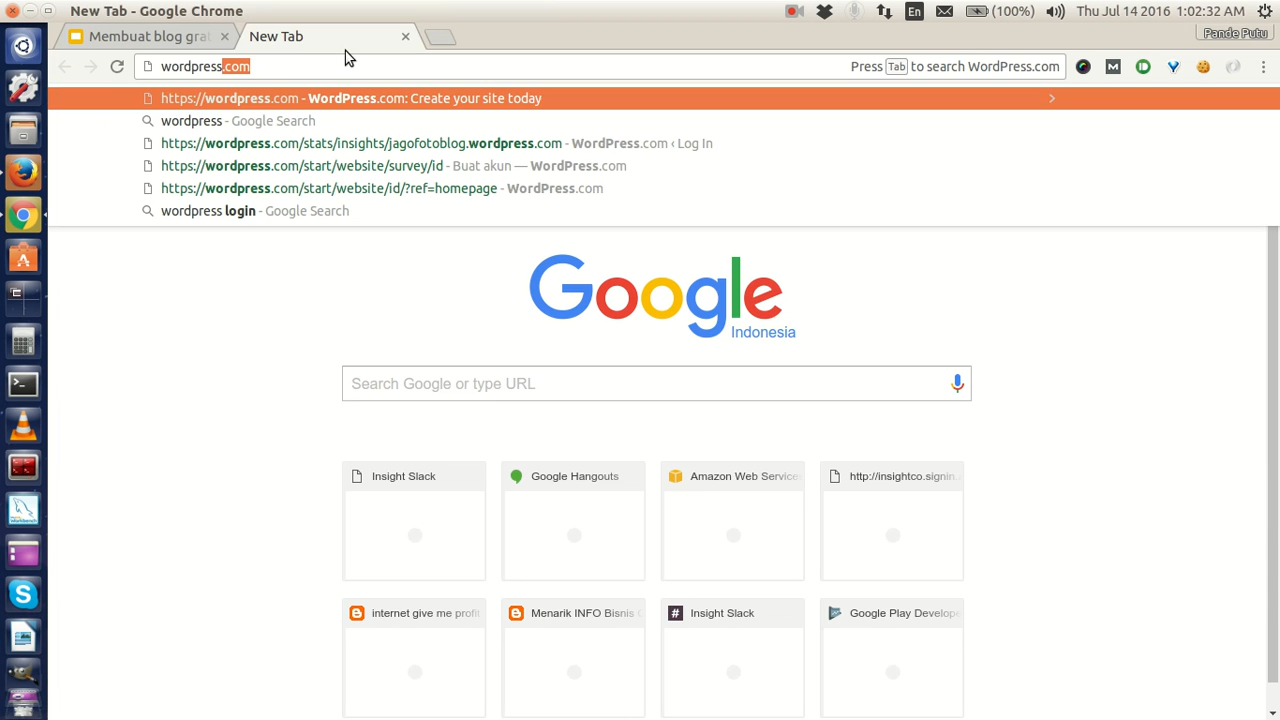 New Tab - Google Chrome
En
(100%)
Thu Jul 14 2016 1:02:32 AM
Membuat blog gra
New Tab
Pande Putu
wordpress.com
Press Tab to search WordPress.com
https://wordpress.com - WordPress.com: Create your site today
wordpress - Google Search
https://wordpress.com/stats/insights/jagofotoblog.wordpress.com - WordPress.com ‹ Log In
https://wordpress.com/start/website/survey/id - Buat akun — WordPress.com
https://wordpress.com/start/website/id/?ref=homepage - WordPress.com
wordpress login - Google Search
Google
Indonesia
Search Google or type URL
Insight Slack
Google Hangouts
Amazon Web Services
http://insightco.signin.
internet give me profit
Menarik INFO Bisnis
Insight Slack
Google Play Develope